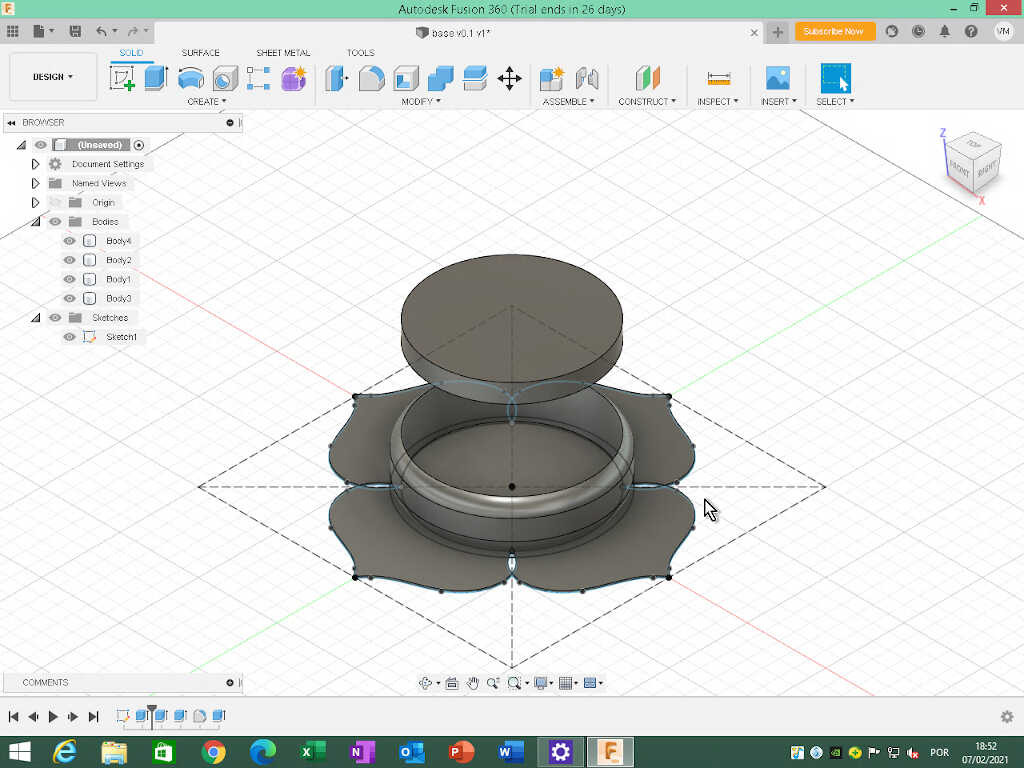 Autodesk Fusion 360 (Trial ends in 26 days)
base v0.1 v1*
Subscribe Now
VM
SOLID
SURFACE
SHEET METAL
TOOLS
DESIGN
CREATE
MODIFY
ASSEMBLE
CONSTRUCT
INSPECT
INSERT
SELECT
BROWSER
(Unsaved)
Document Settings
Named Views
Origin
Bodies
Body4
Body2
Body1
Body3
Sketches
Sketch1
Z
TOP
FRONT
RIGHT
X
COMMENTS
POR
18:52
07/02/2021